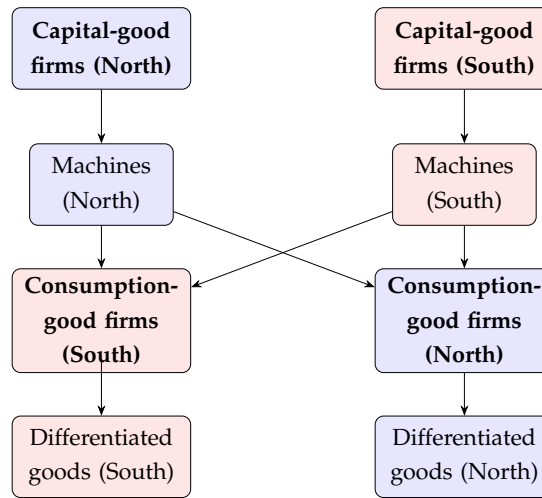 Capital-good
firms (North)
Capital-good
firms (South)
Machines
(North)
Machines
(South)
Consumption-
good firms
(South)
Consumption-
good firms
(North)
Differentiated
goods (South)
Differentiated
goods (North)